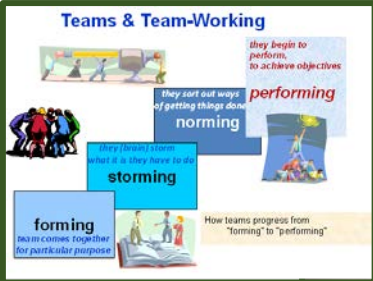 Teams & Team-Working
they begin to
perform,
to achieve objectives
performing
they sort out ways
of getting things done
norming
they (brain) storm
what it is they have to do
storming
forming
team comes together
for particular purpose
How teams progress from
"forming" to "performing"